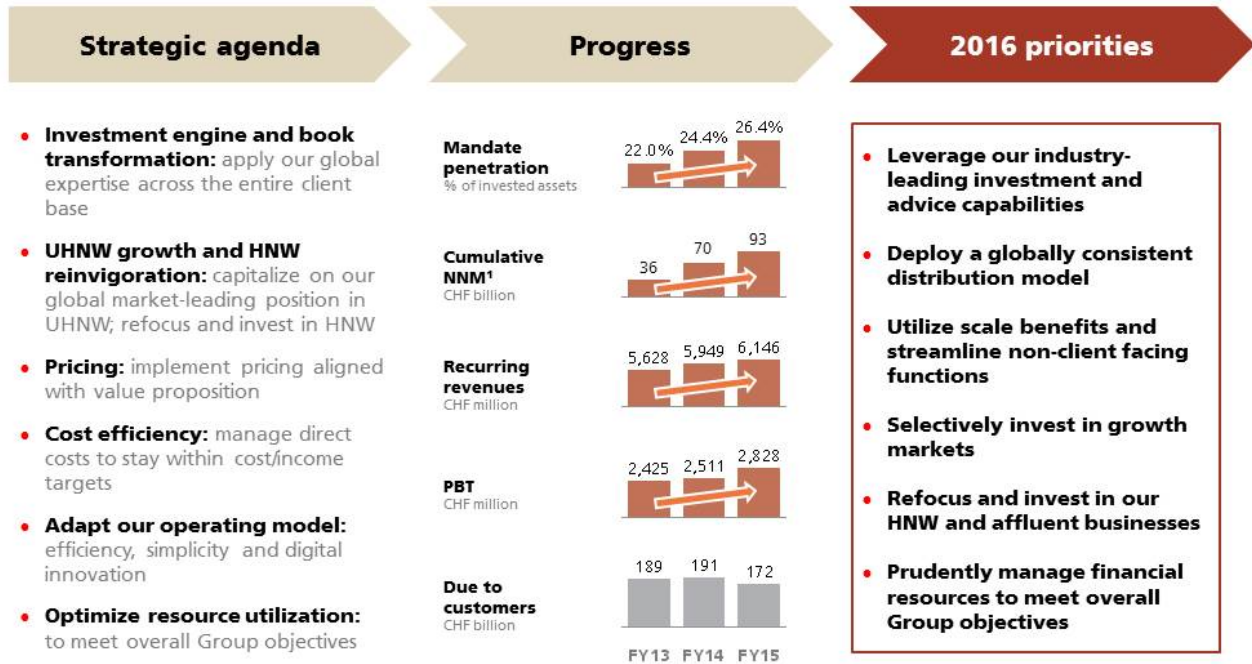 Strategic agenda
• Investment engine and book
transformation: apply our global
expertise across the entire client
base
• UHNW growth and HNW
reinvigoration: capitalize on our
global market-leading position in
UHNW; refocus and invest in HNW
• Pricing: implement pricing aligned
with value proposition
• Cost efficiency: manage direct
costs to stay within cost/income
targets
• Adapt our operating model:
efficiency, simplicity and digital
innovation
• Optimize resource utilization:
to meet overall Group objectives
Progress
Mandate
penetration
% of invested assets
22.0% 24.4% 26.4%
Cumulative
NNM¹
CHF billion
36 70 93
Recurring
revenues
CHF million
5,628 5,949 6,146
PBT
CHF million
2,425 2,511 2,828
Due to
customers
CHF billion
189 191 172
FY13 FY14 FY15
2016 priorities
• Leverage our industry-
leading investment and
advice capabilities
• Deploy a globally consistent
distribution model
• Utilize scale benefits and
streamline non-client facing
functions
• Selectively invest in growth
markets
• Refocus and invest in our
HNW and affluent businesses
• Prudently manage financial
resources to meet overall
Group objectives